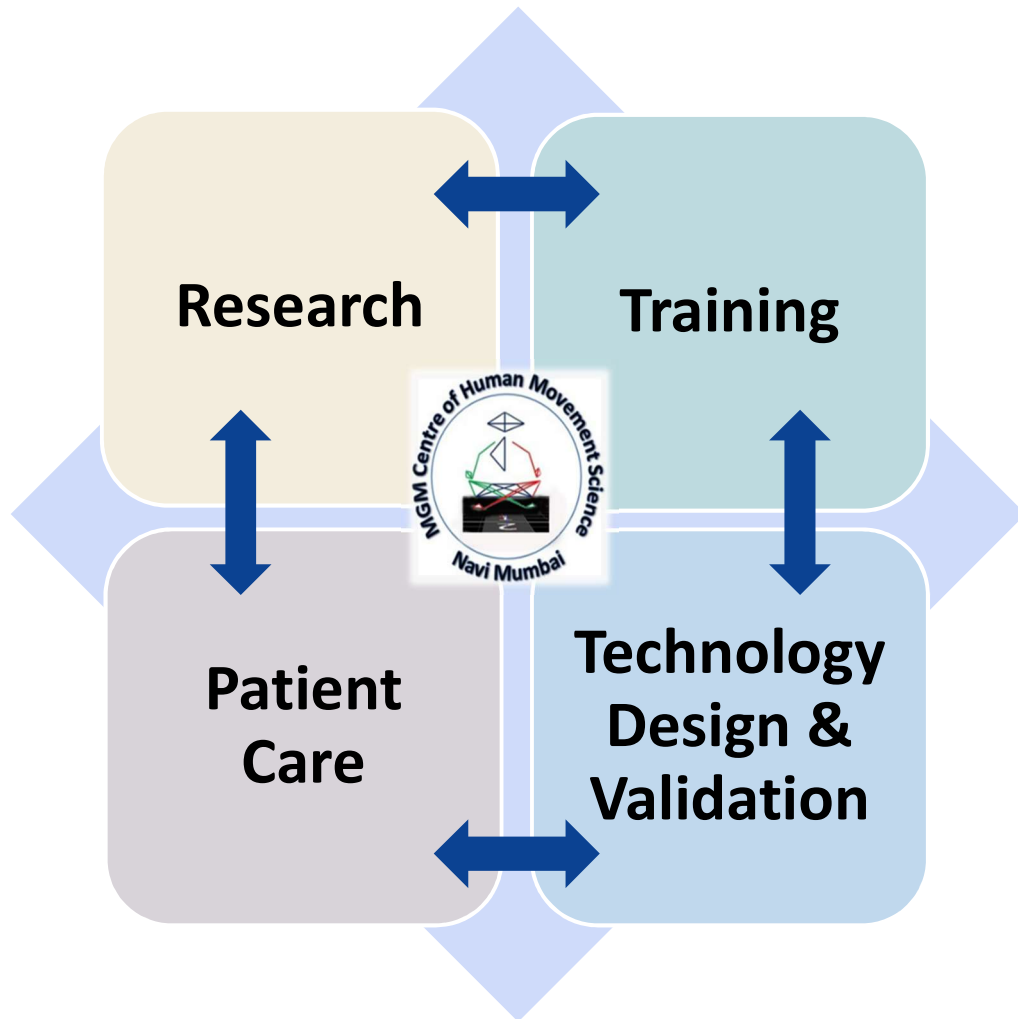 Research
Training
MGM Centre of Human Movement Science
Navi Mumbai
Patient
Care
Technology
Design &
Validation